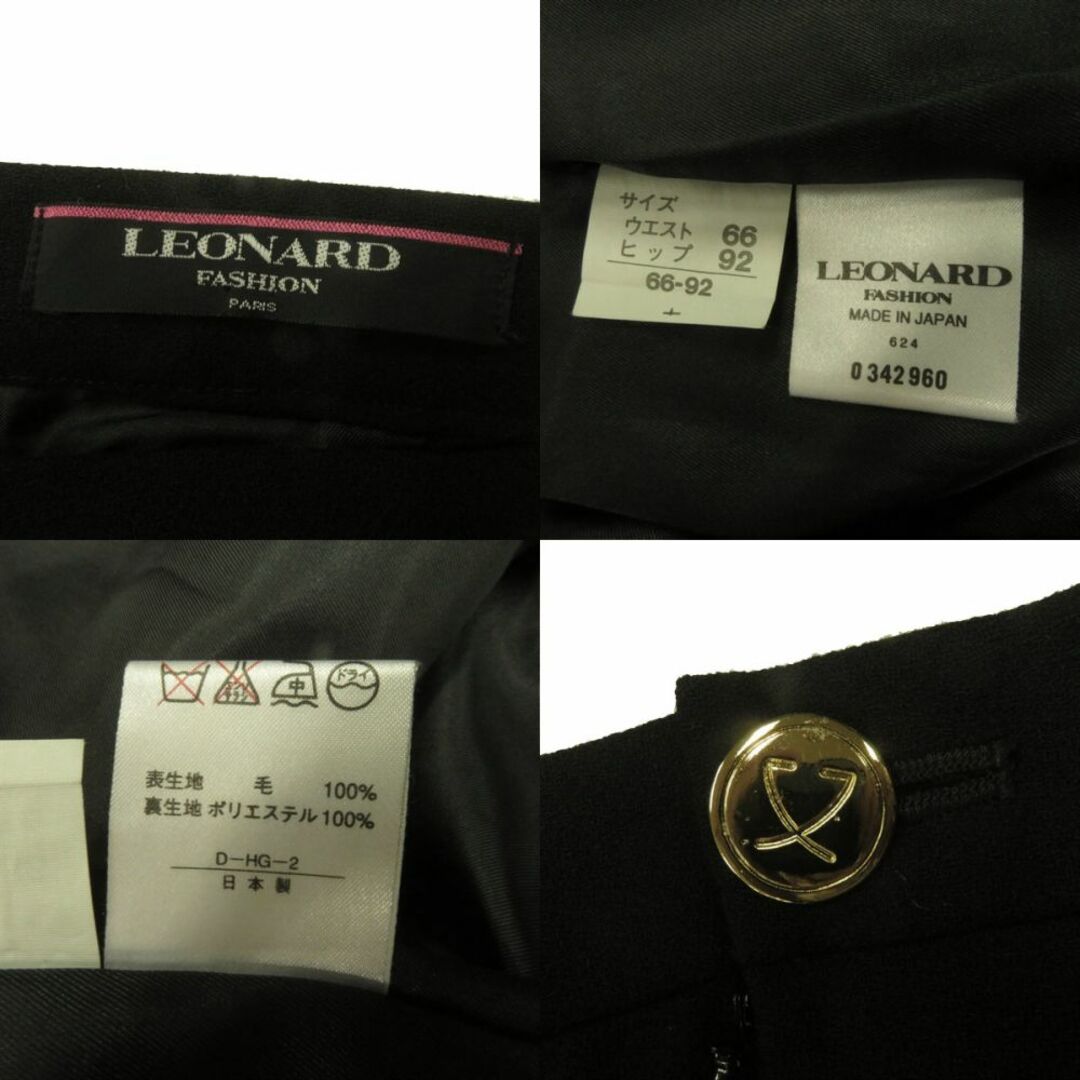 LEONARD
FASHION
PARIS
サイズ
ウエスト 66
ヒップ 92
66-92
LEONARD
FASHION
MADE IN JAPAN
624
0342960
中
ドライ
表生地 毛 100%
裏生地 ポリエステル 100%
D-HG-2
日本製